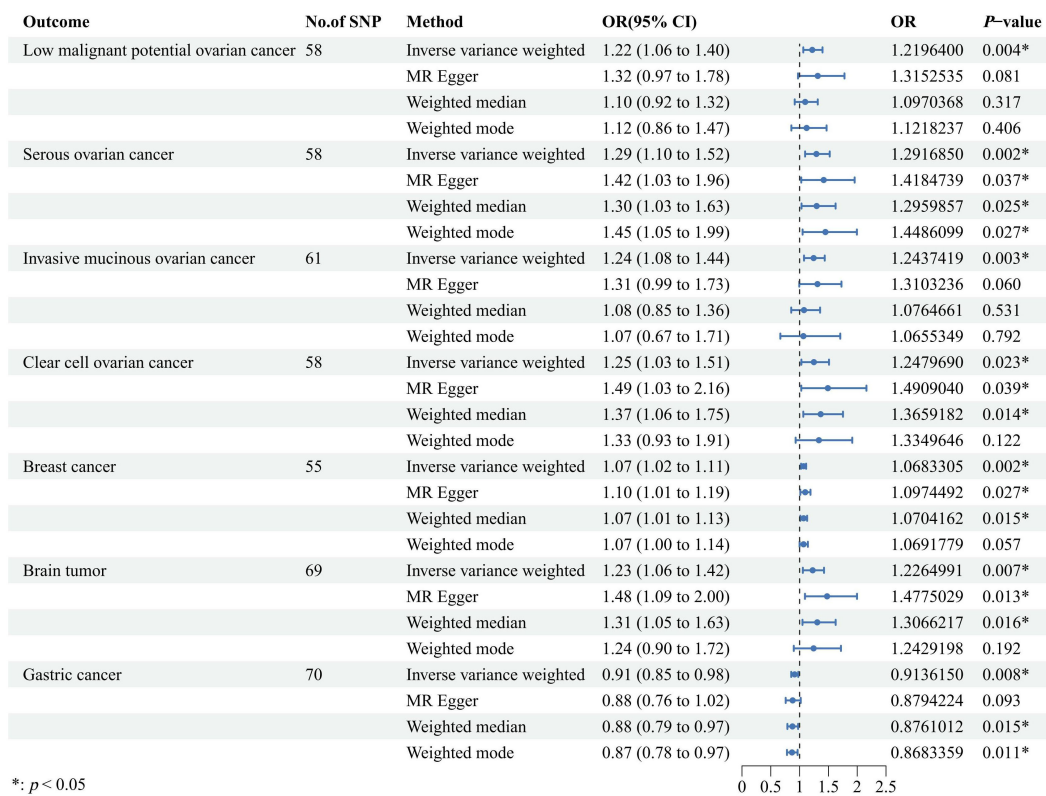 Outcome No.of SNP Method OR(95% CI) OR P−value
Low malignant potential ovarian cancer 58 Inverse variance weighted 1.22 (1.06 to 1.40) 1.2196400 0.004*
MR Egger 1.32 (0.97 to 1.78) 1.3152535 0.081
Weighted median 1.10 (0.92 to 1.32) 1.0970368 0.317
Weighted mode 1.12 (0.86 to 1.47) 1.1218237 0.406
Serous ovarian cancer 58 Inverse variance weighted 1.29 (1.10 to 1.52) 1.2916850 0.002*
MR Egger 1.42 (1.03 to 1.96) 1.4184739 0.037*
Weighted median 1.30 (1.03 to 1.63) 1.2959857 0.025*
Weighted mode 1.45 (1.05 to 1.99) 1.4486099 0.027*
Invasive mucinous ovarian cancer 61 Inverse variance weighted 1.24 (1.08 to 1.44) 1.2437419 0.003*
MR Egger 1.31 (0.99 to 1.73) 1.3103236 0.060
Weighted median 1.08 (0.85 to 1.36) 1.0764661 0.531
Weighted mode 1.07 (0.67 to 1.71) 1.0655349 0.792
Clear cell ovarian cancer 58 Inverse variance weighted 1.25 (1.03 to 1.51) 1.2479690 0.023*
MR Egger 1.49 (1.03 to 2.16) 1.4909040 0.039*
Weighted median 1.37 (1.06 to 1.75) 1.3659182 0.014*
Weighted mode 1.33 (0.93 to 1.91) 1.3349646 0.122
Breast cancer 55 Inverse variance weighted 1.07 (1.02 to 1.11) 1.0683305 0.002*
MR Egger 1.10 (1.01 to 1.19) 1.0974492 0.027*
Weighted median 1.07 (1.01 to 1.13) 1.0704162 0.015*
Weighted mode 1.07 (1.00 to 1.14) 1.0691779 0.057
Brain tumor 69 Inverse variance weighted 1.23 (1.06 to 1.42) 1.2264991 0.007*
MR Egger 1.48 (1.09 to 2.00) 1.4775029 0.013*
Weighted median 1.31 (1.05 to 1.63) 1.3066217 0.016*
Weighted mode 1.24 (0.90 to 1.72) 1.2429198 0.192
Gastric cancer 70 Inverse variance weighted 0.91 (0.85 to 0.98) 0.9136150 0.008*
MR Egger 0.88 (0.76 to 1.02) 0.8794224 0.093
Weighted median 0.88 (0.79 to 0.97) 0.8761012 0.015*
Weighted mode 0.87 (0.78 to 0.97) 0.8683359 0.011*
*: p < 0.05 0 0.5 1 1.5 2 2.5